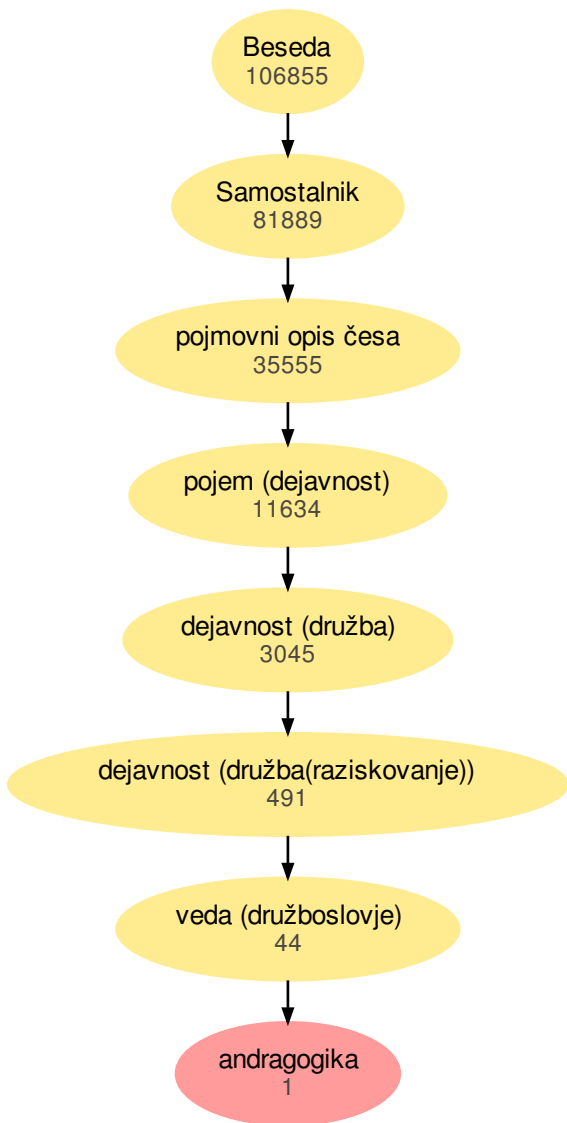 Beseda
106855
Samostalnik
81889
pojmovni opis česa
35555
pojem (dejavnost)
11634
dejavnost (družba)
3045
dejavnost (družba(raziskovanje))
491
veda (družboslovje)
44
andragogika
1